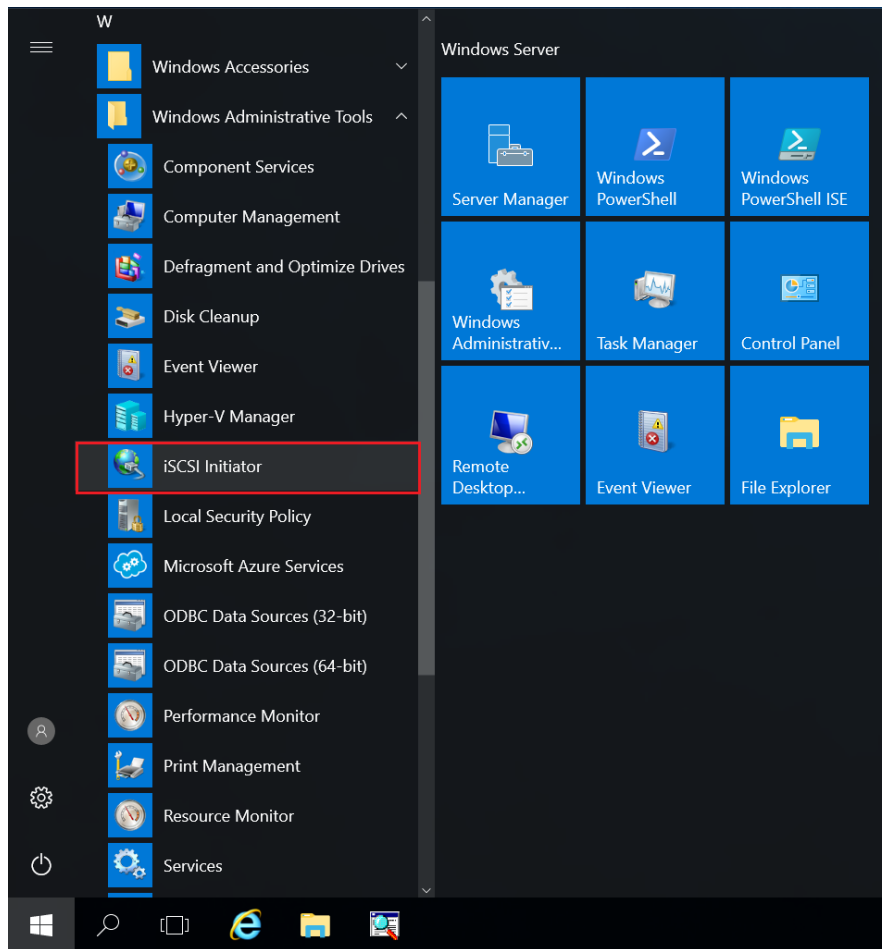 W
Windows Accessories
Windows Administrative Tools
Component Services
Computer Management
Defragment and Optimize Drives
Disk Cleanup
Event Viewer
Hyper-V Manager
iSCSI Initiator
Local Security Policy
Microsoft Azure Services
ODBC Data Sources (32-bit)
ODBC Data Sources (64-bit)
Performance Monitor
Print Management
Resource Monitor
Services
Windows Server
Server Manager
Windows
PowerShell
Windows
PowerShell ISE
Windows
Administrativ...
Task Manager
Control Panel
Remote
Desktop...
Event Viewer
File Explorer